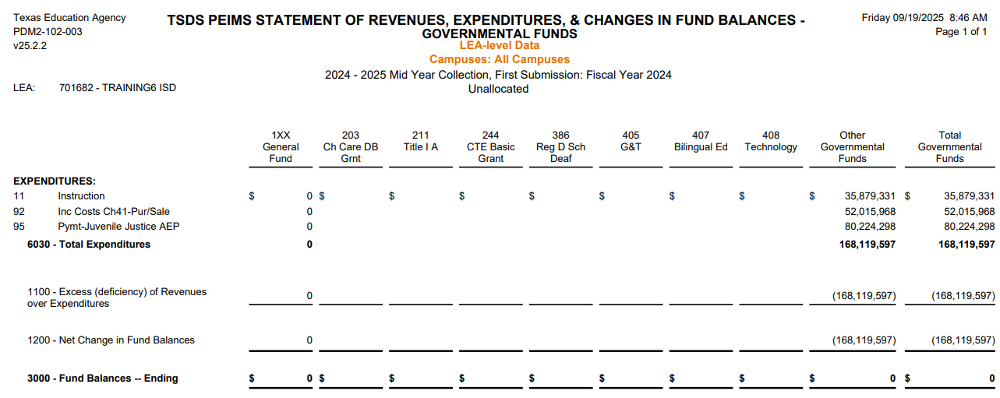 Texas Education Agency
PDM2-102-003
v25.2.2
TSDS PEIMS STATEMENT OF REVENUES, EXPENDITURES, & CHANGES IN FUND BALANCES -
GOVERNMENTAL FUNDS
LEA-level Data
Campuses: All Campuses
2024 - 2025 Mid Year Collection, First Submission: Fiscal Year 2024
Unallocated
Friday 09/19/2025 8:46 AM
Page 1 of 1
LEA: 701682 - TRAINING6 ISD
1XX 203 211 244 386 405 407 408 Other Total
General Ch Care DB Title I A CTE Basic Reg D Sch G&T Bilingual Ed Technology Governmental Governmental
Fund Grnt Grant Deaf Funds Funds
EXPENDITURES:
11 Instruction $ 0 $ $ $ $ $ $ $ $ 35,879,331 $ 35,879,331
92 Inc Costs Ch41-Pur/Sale 0 52,015,968 52,015,968
95 Pymt-Juvenile Justice AEP 0 80,224,298 80,224,298
6030 - Total Expenditures 0 168,119,597 168,119,597
1100 - Excess (deficiency) of Revenues
over Expenditures 0 (168,119,597) (168,119,597)
1200 - Net Change in Fund Balances 0 (168,119,597) (168,119,597)
3000 - Fund Balances -- Ending $ 0 $ $ $ $ $ $ $ $ 0 $ 0